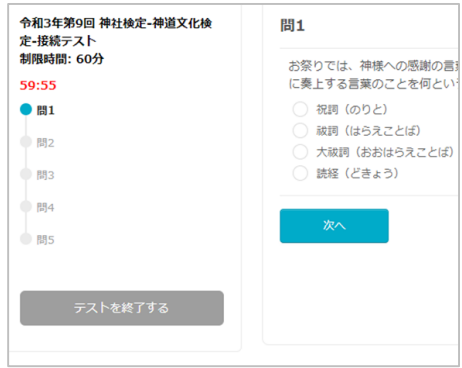 令和3年第9回 神社検定-神道文化検
定-接続テスト
制限時間: 60分
59:55
問1
問2
問3
問4
問5
テストを終了する
問1
お祭りでは、神様への感謝の言
に奏上する言葉のことを何とい
祝詞（のりと）
祓詞（はらえことば）
大祓詞（おおはらえことば）
読経（どきょう）
次へ